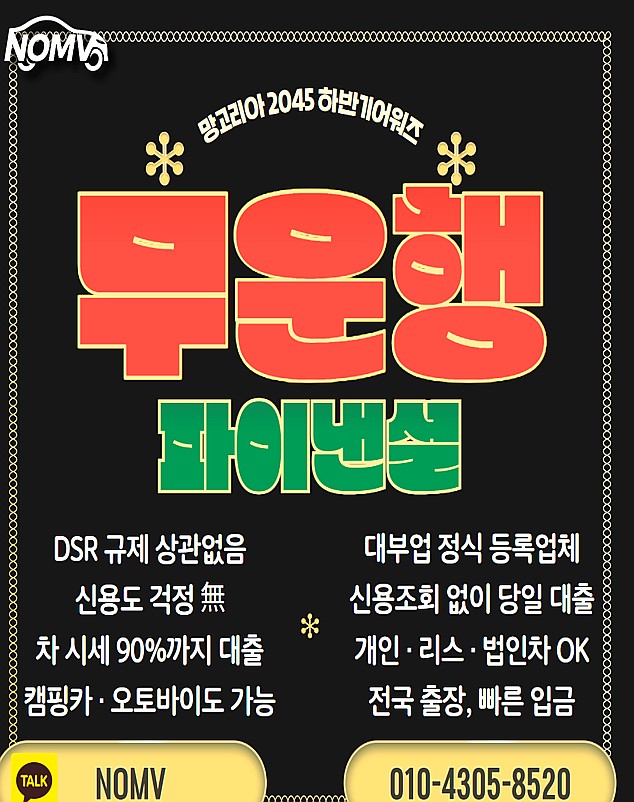 NOMV
망고리아 2045 하반기어워즈
무운행
파이낸셜
DSR 규제 상관없음
신용도 걱정 無
차 시세 90%까지 대출
캠핑카 · 오토바이도 가능
대부업 정식 등록업체
신용조회 없이 당일 대출
개인 · 리스 · 법인차 OK
전국 출장, 빠른 입금
TALK
NOMV
010-4305-8520